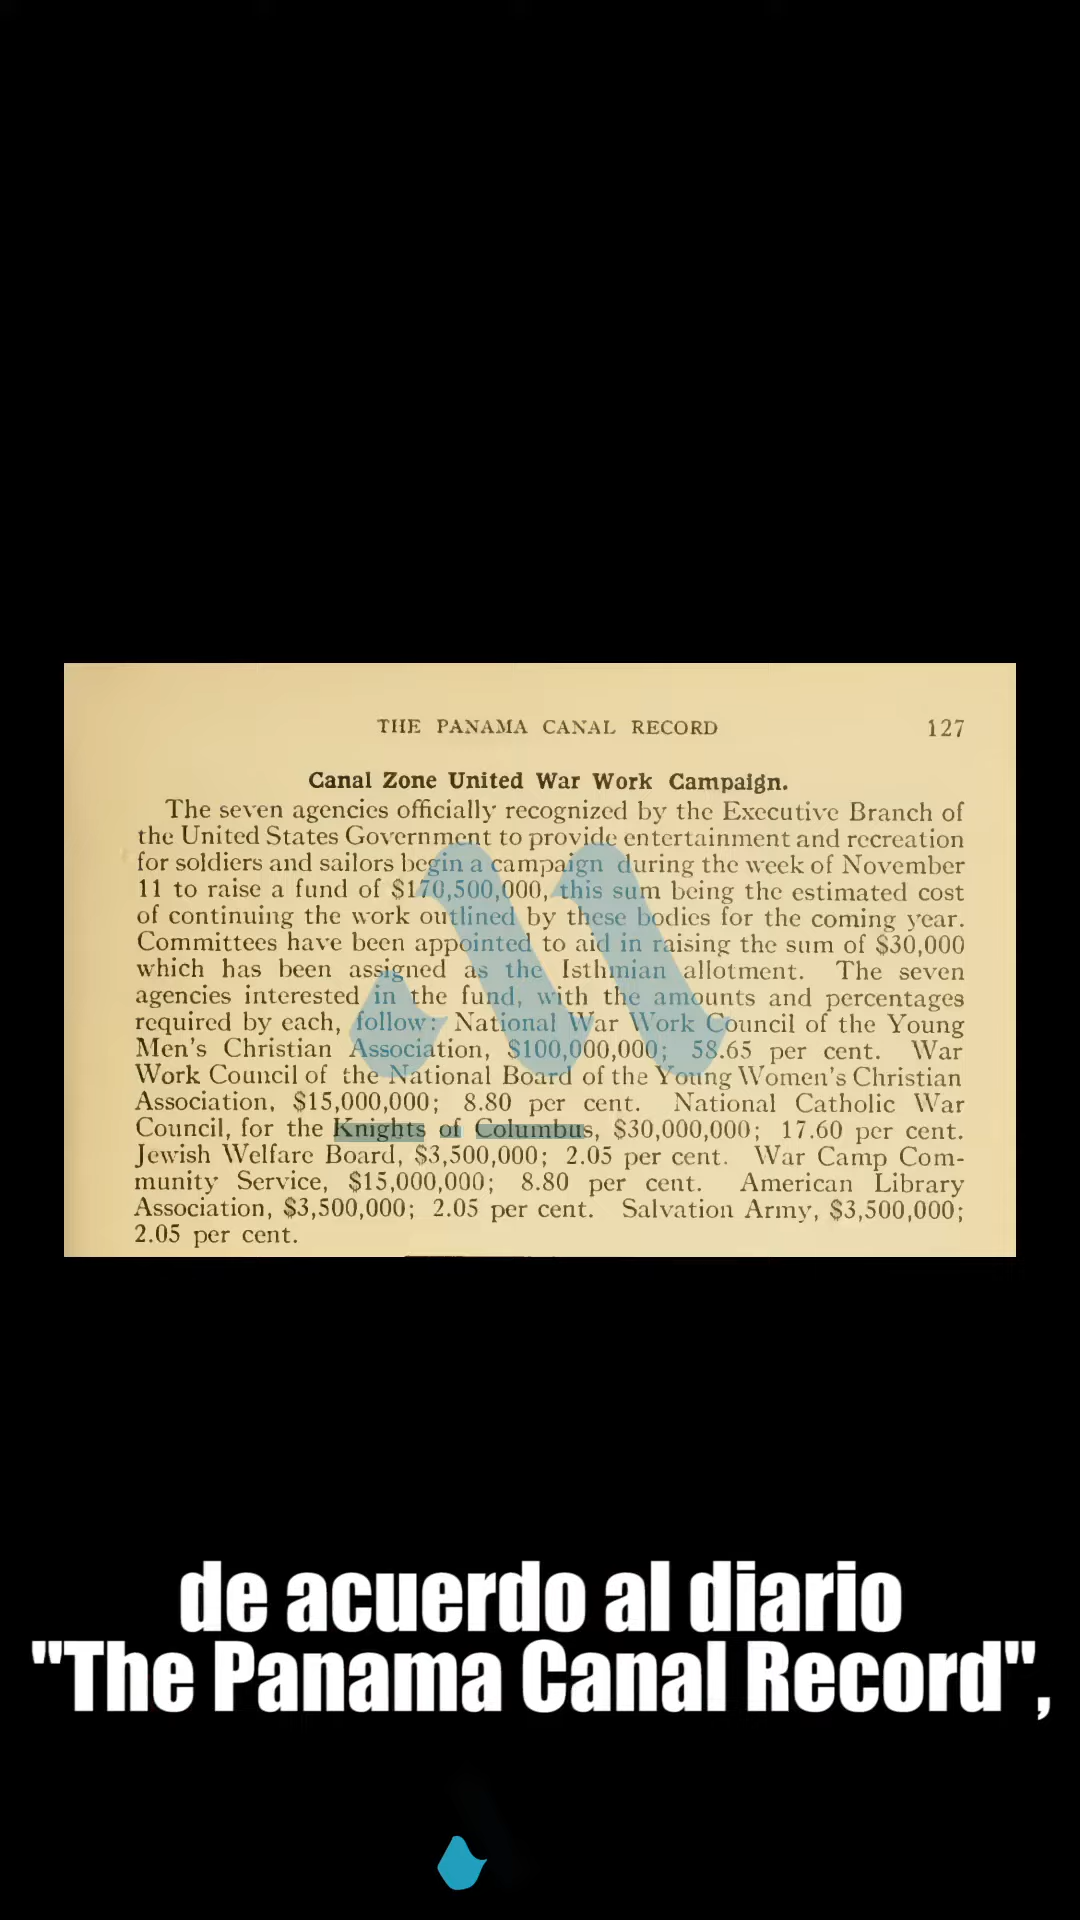 THE PANAMA CANAL RECORD 127
Canal Zone United War Work Campaign.
The seven agencies officially recognized by the Executive Branch of
the United States Government to provide entertainment and recreation
for soldiers and sailors begin a campaign during the week of November
11 to raise a fund of $170,500,000, this sum being the estimated cost
of continuing the work outlined by these bodies for the coming year.
Committees have been appointed to aid in raising the sum of $30,000
which has been assigned as the Isthmian allotment. The seven
agencies interested in the fund, with the amounts and percentages
required by each, follow: National War Work Council of the Young
Men's Christian Association, $100,000,000; 58.65 per cent. War
Work Council of the National Board of the Young Women's Christian
Association, $15,000,000; 8.80 per cent. National Catholic War
Council, for the Knights of Columbus, $30,000,000; 17.60 per cent.
Jewish Welfare Board, $3,500,000; 2.05 per cent. War Camp Com-
munity Service, $15,000,000; 8.80 per cent. American Library
Association, $3,500,000; 2.05 per cent. Salvation Army, $3,500,000;
2.05 per cent.
de acuerdo al diario
"The Panama Canal Record",